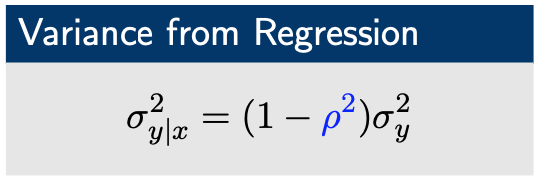 Variance from Regression
σ²_{y|x} = (1 − ρ²)σ²_y